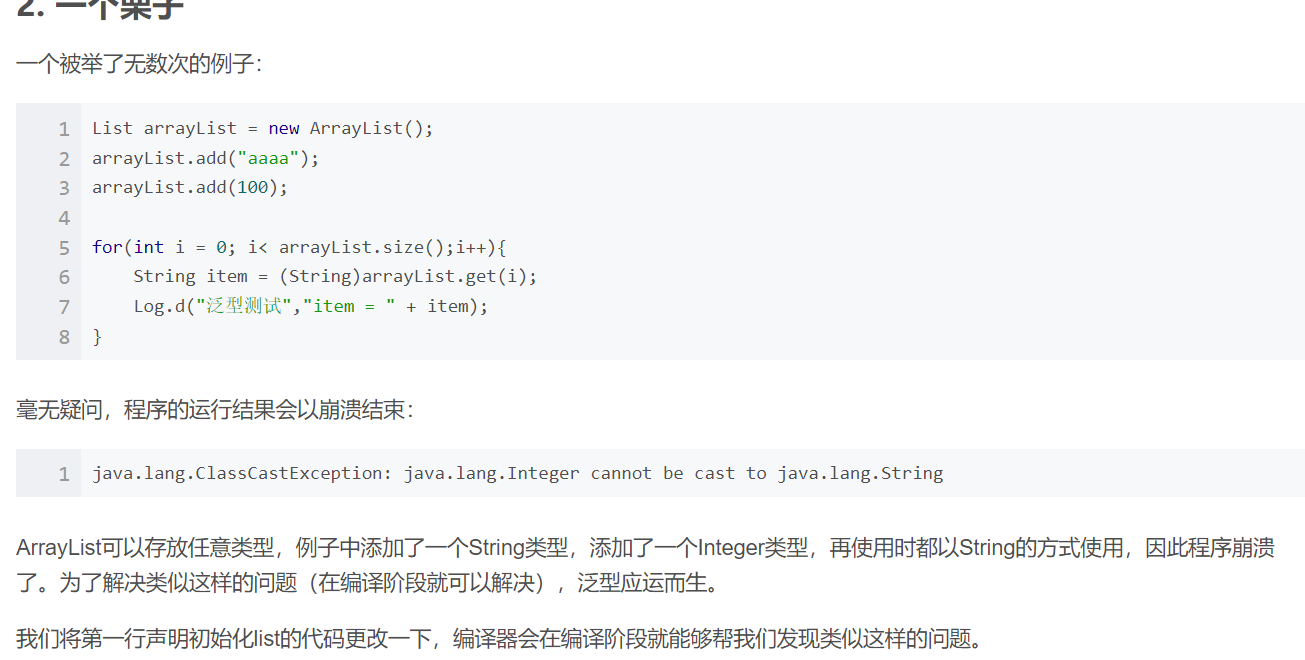 2. 一个栗子
一个被举了无数次的例子：
1 List arrayList = new ArrayList();
2 arrayList.add("aaaa");
3 arrayList.add(100);
4
5 for(int i = 0; i< arrayList.size();i++){
6     String item = (String)arrayList.get(i);
7     Log.d("泛型测试","item = " + item);
8 }
毫无疑问，程序的运行结果会以崩溃结束：
1 java.lang.ClassCastException: java.lang.Integer cannot be cast to java.lang.String
ArrayList可以存放任意类型，例子中添加了一个String类型，添加了一个Integer类型，再使用时都以String的方式使用，因此程序崩溃
了。为了解决类似这样的问题（在编译阶段就可以解决），泛型应运而生。
我们将第一行声明初始化list的代码更改一下，编译器会在编译阶段就能够帮我们发现类似这样的问题。